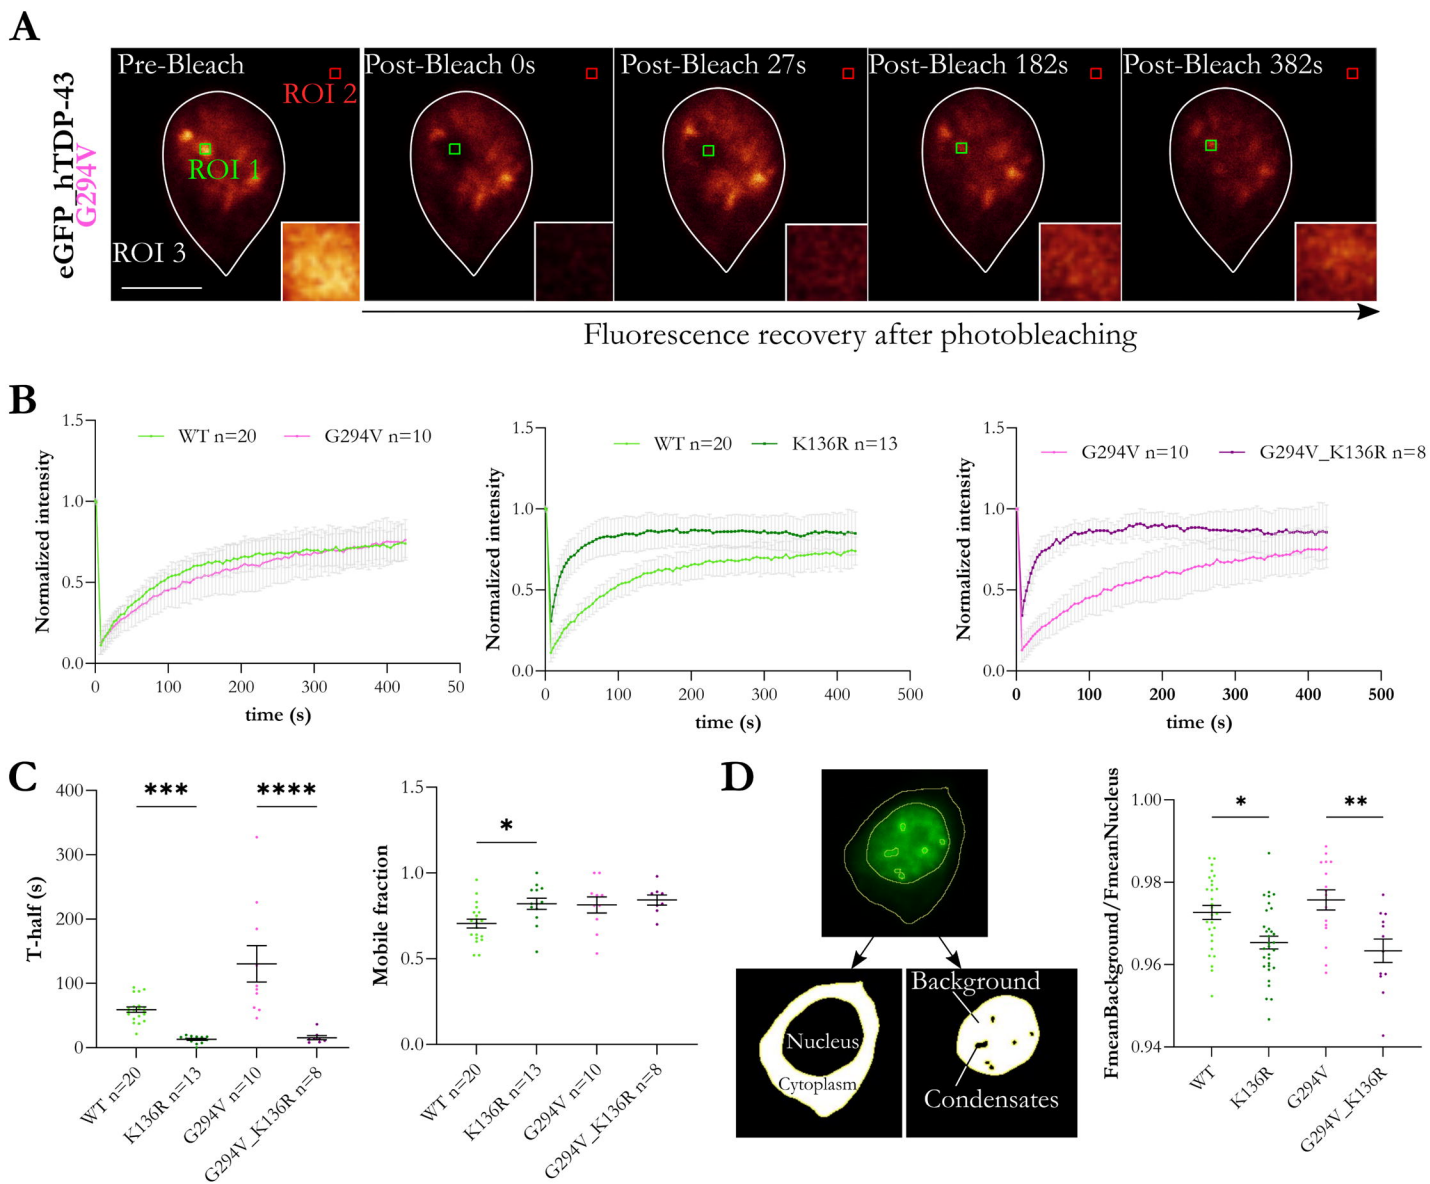 A
eGFP_hTDP-43
G294V
Pre-Bleach
ROI 2
ROI 1
ROI 3
Post-Bleach 0s
Post-Bleach 27s
Post-Bleach 182s
Post-Bleach 382s
Fluorescence recovery after photobleaching
B
Normalized intensity
1.5
1.0
0.5
0.0
WT n=20
G294V n=10
0
100
200
300
400
50
time (s)
Normalized intensity
1.5
1.0
0.5
0.0
WT n=20
K136R n=13
0
100
200
300
400
500
time (s)
Normalized intensity
1.5
1.0
0.5
0.0
G294V n=10
G294V_K136R n=8
0
100
200
300
400
500
time (s)
C
T-half (s)
400
300
200
100
0
***
****
WT n=20
K136R n=13
G294V n=10
G294V_K136R n=8
Mobile fraction
1.5
1.0
0.5
0.0
*
WT n=20
K136R n=13
G294V n=10
G294V_K136R n=8
D
Nucleus
Cytoplasm
Background
Condensates
FmeanBackground/FmeanNucleus
1.00
0.98
0.96
0.94
*
**
WT
K136R
G294V
G294V_K136R